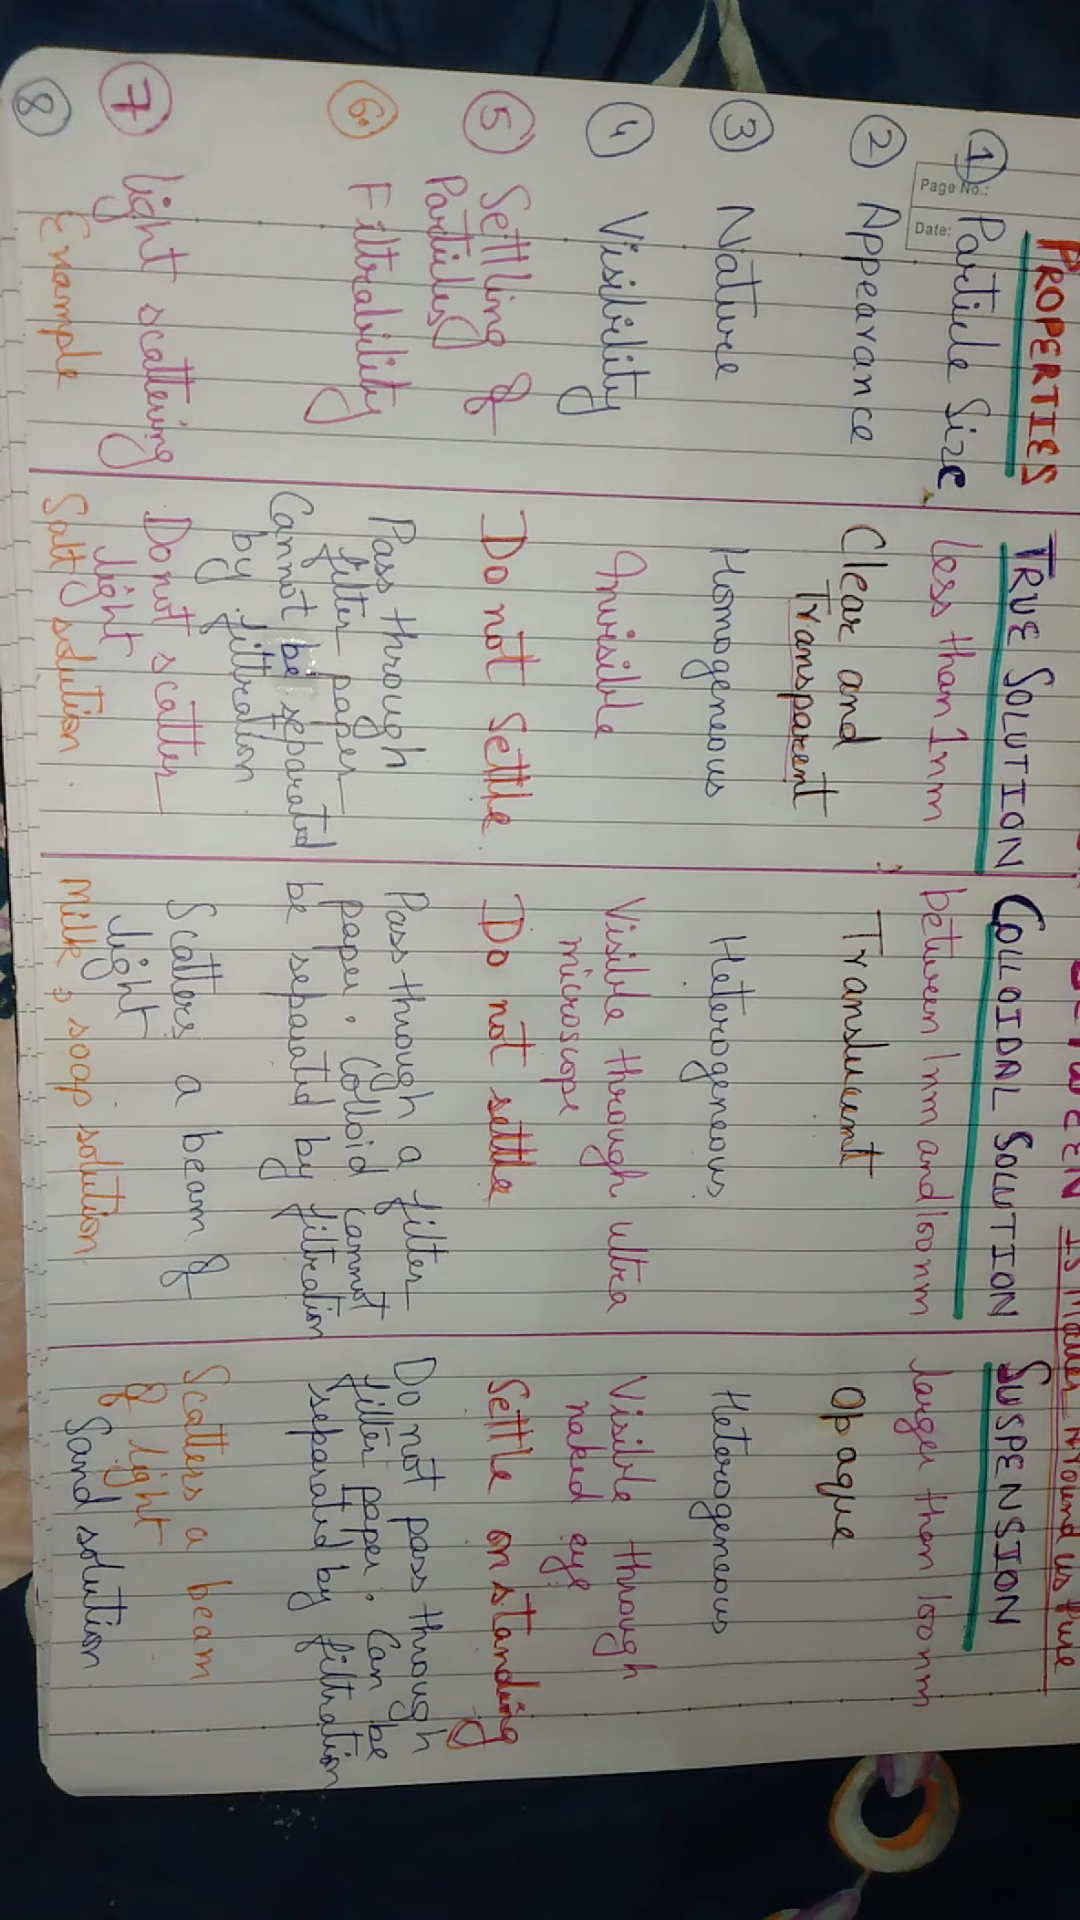 BETWEEN Is Matter Around us Pure
Page No.:
Date:
PROPERTIES
TRUE SOLUTION
COLLOIDAL SOLUTION
SUSPENSION
1 Particle Size
less than 1nm
between 1nm and 100nm
larger then 100nm
2 Appearance
Clear and
Transparent
Translucent
Opaque
3 Nature
Homogeneous
Heterogeneous
Heterogeneous
4 Visibility
Invisible
Visible through ultra
microscope
Visible through
naked eye
5 Settling of
Particles
Do not Settle
Do not settle
Settle on standing
6. Filtrability
Pass through
filter paper
Cannot be separated
by filtration
Pass through a filter
paper. Colloid cannot
be separated by filtration
Do not pass through
filter paper. Can be
separated by filtration
7 light scattering
Do not scatter
light
Scatters a beam of
light
Scatters a beam
of light
8 Example
Salt solution
Milk, soap solution
Sand solution